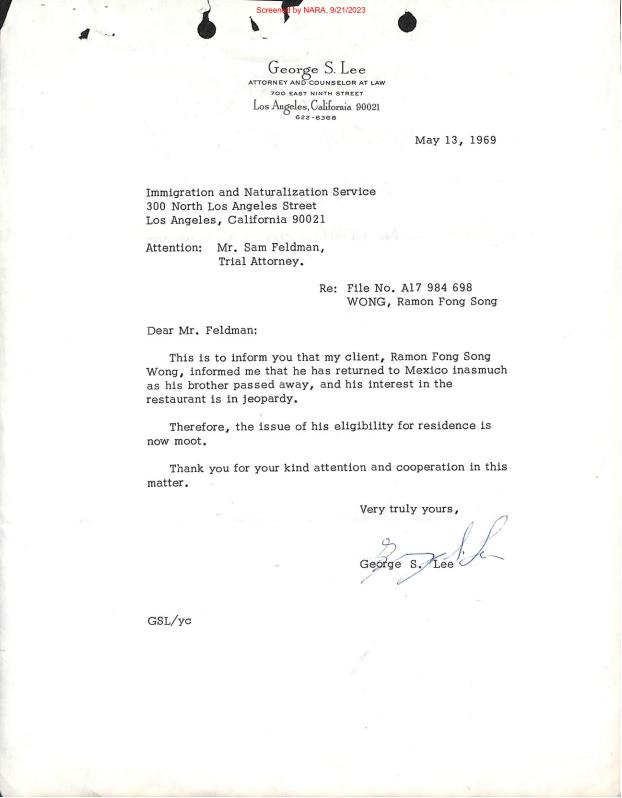 Screened by NARA, 9/21/2023
George S. Lee
ATTORNEY AND COUNSELOR AT LAW
700 EAST NINTH STREET
Los Angeles, California 90021
622-6368
May 13, 1969
Immigration and Naturalization Service
300 North Los Angeles Street
Los Angeles, California 90021
Attention: Mr. Sam Feldman,
Trial Attorney.
Re: File No. A17 984 698
WONG, Ramon Fong Song
Dear Mr. Feldman:
This is to inform you that my client, Ramon Fong Song
Wong, informed me that he has returned to Mexico inasmuch
as his brother passed away, and his interest in the
restaurant is in jeopardy.
Therefore, the issue of his eligibility for residence is
now moot.
Thank you for your kind attention and cooperation in this
matter.
Very truly yours,
George S. Lee
George S. Lee
GSL/yc